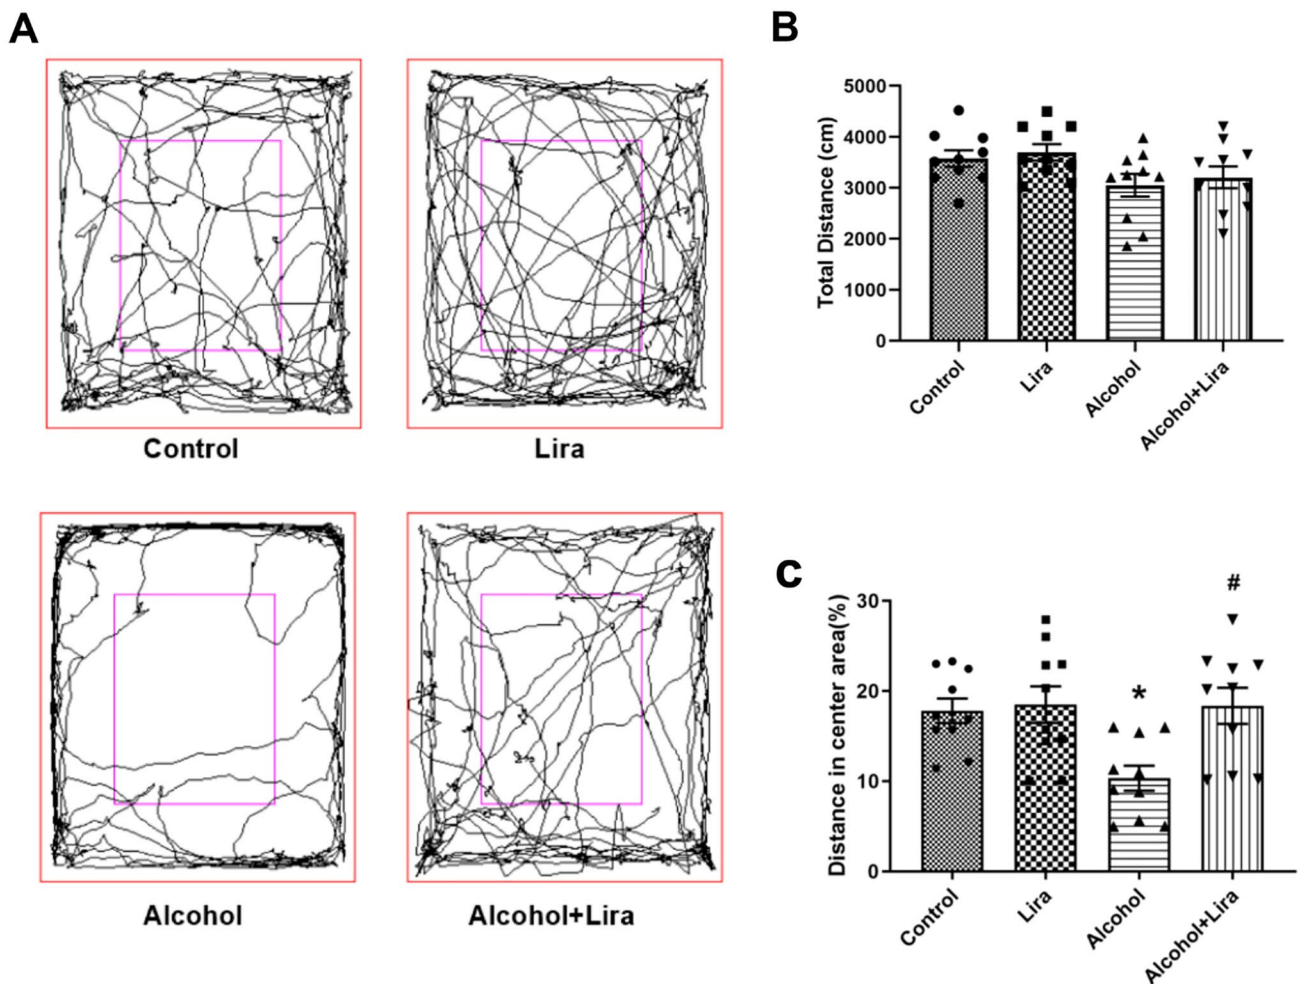 A
Control
Lira
Alcohol
Alcohol+Lira
B
Total Distance (cm)
5000
4000
3000
2000
1000
0
Control
Lira
Alcohol
Alcohol+Lira
C
Distance in center area(%)
30
20
10
0
*
#
Control
Lira
Alcohol
Alcohol+Lira